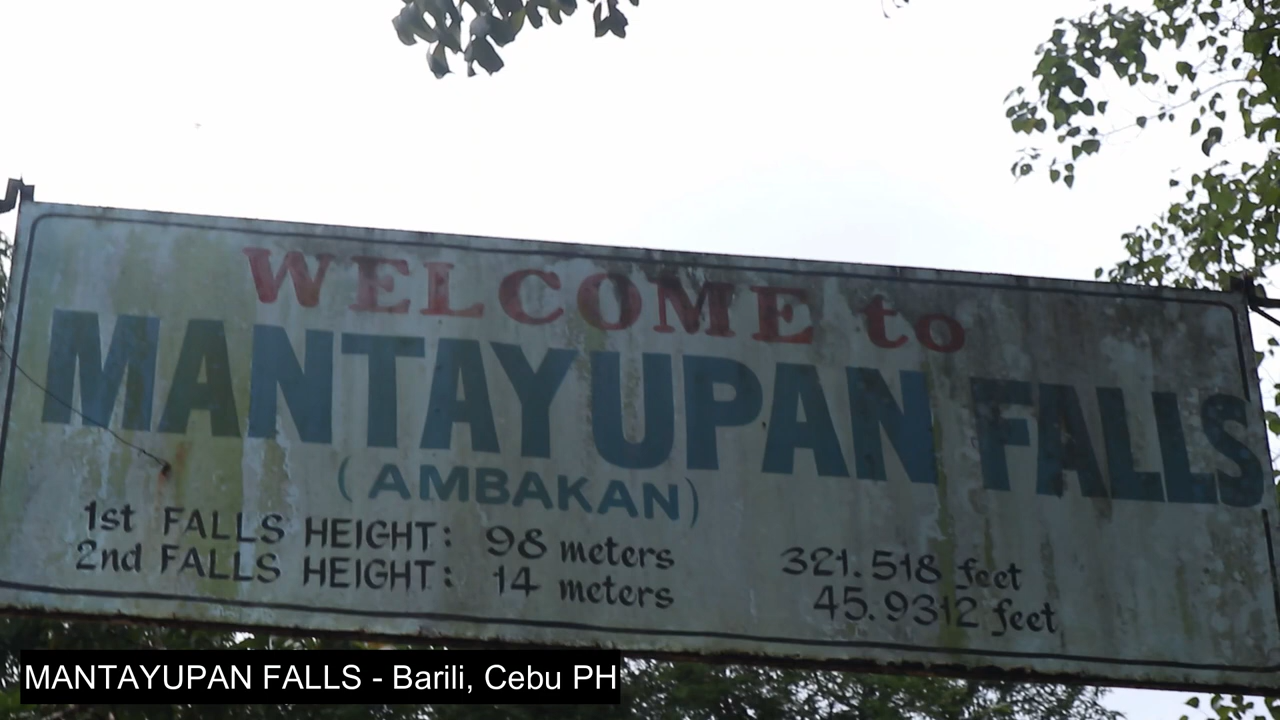 WELCOME to
MANTAYUPAN FALLS
(AMBAKAN)
1st FALLS HEIGHT: 98 meters 321.518 feet
2nd FALLS HEIGHT: 14 meters 45.9312 feet
MANTAYUPAN FALLS - Barili, Cebu PH